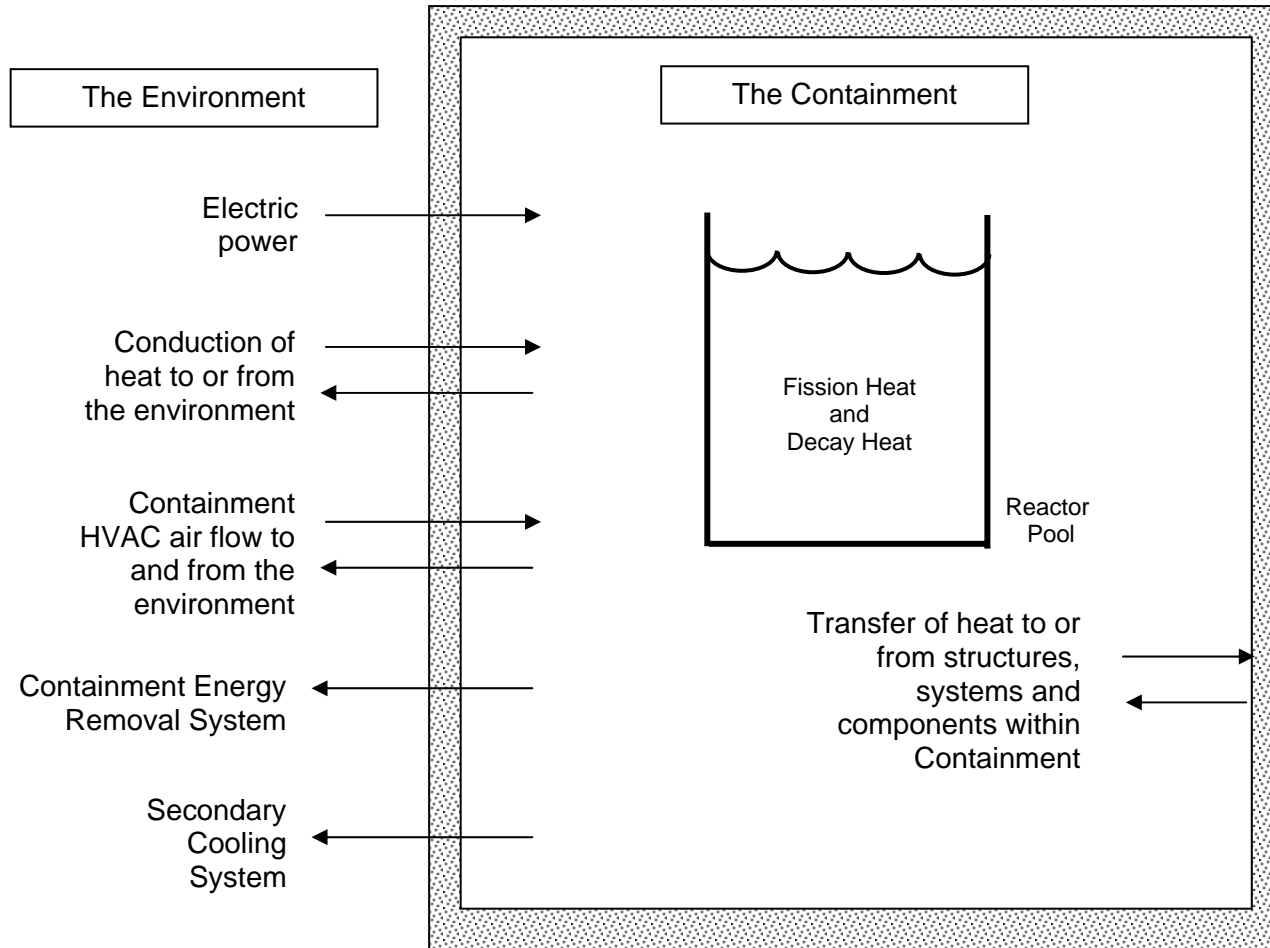 The Environment
The Containment
Electric
power
Conduction of
heat to or from
the environment
Fission Heat
and
Decay Heat
Containment
HVAC air flow to
and from the
environment
Reactor
Pool
Transfer of heat to or
from structures,
systems and
components within
Containment
Containment Energy
Removal System
Secondary
Cooling
System